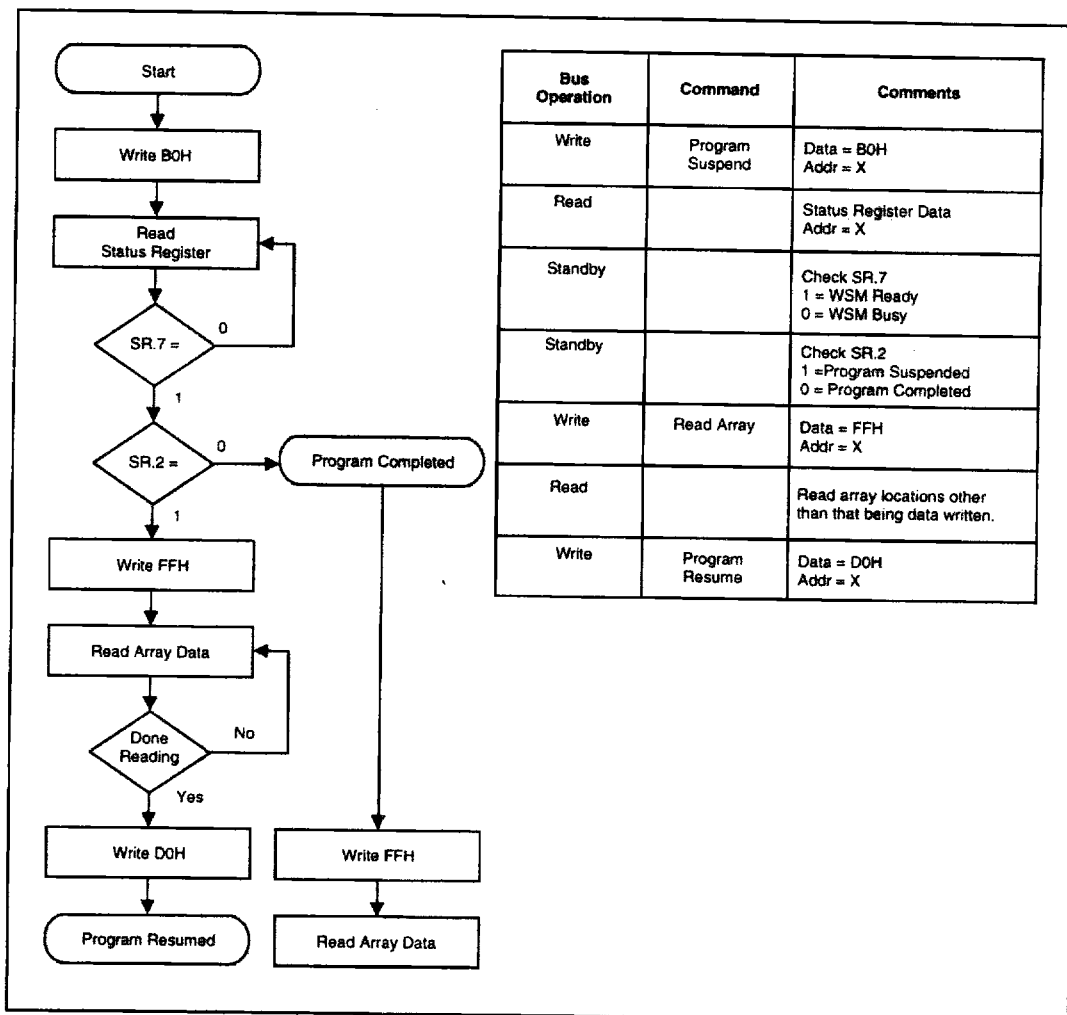 Start
Write B0H
Read
Status Register
SR.7 =
0
1
SR.2 =
0
Program Completed
1
Write FFH
Read Array Data
Done
Reading
No
Yes
Write D0H
Write FFH
Program Resumed
Read Array Data
Bus
Operation
Command
Comments
Write
Program
Suspend
Data = B0H
Addr = X
Read
Status Register Data
Addr = X
Standby
Check SR.7
1 = WSM Ready
0 = WSM Busy
Standby
Check SR.2
1 =Program Suspended
0 = Program Completed
Write
Read Array
Data = FFH
Addr = X
Read
Read array locations other
than that being data written.
Write
Program
Resume
Data = D0H
Addr = X